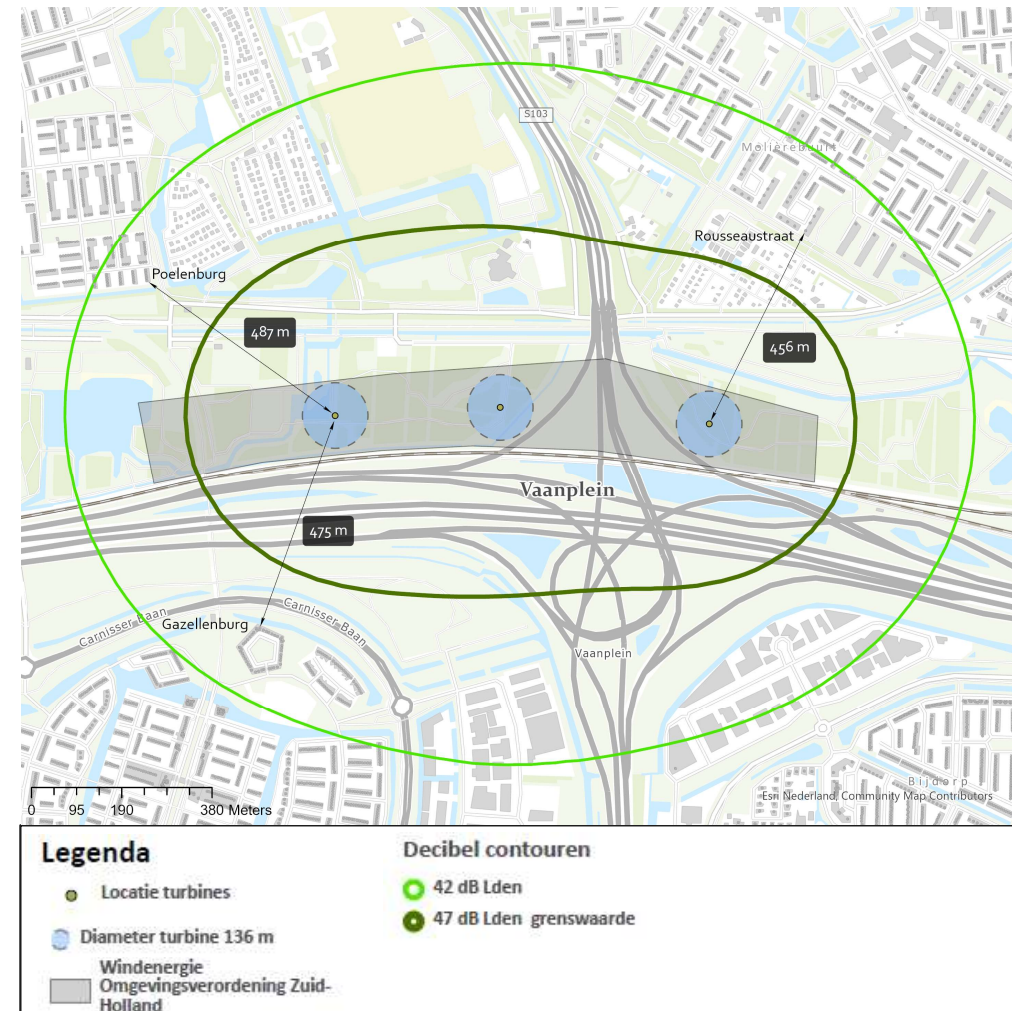 S103
Molièrebuurt
Rousseaustraat
Poelenburg
487 m
456 m
Vaanplein
475 m
Carnisser Baan
Carnisser Baan
Gazellenburg
Vaanplein
Bijdorp
Esri Nederland, Community Map Contributors
0 95 190 380 Meters
Legenda
Locatie turbines
Diameter turbine 136 m
Windenergie
Omgevingsverordening Zuid-
Holland
Decibel contouren
42 dB Lden
47 dB Lden grenswaarde